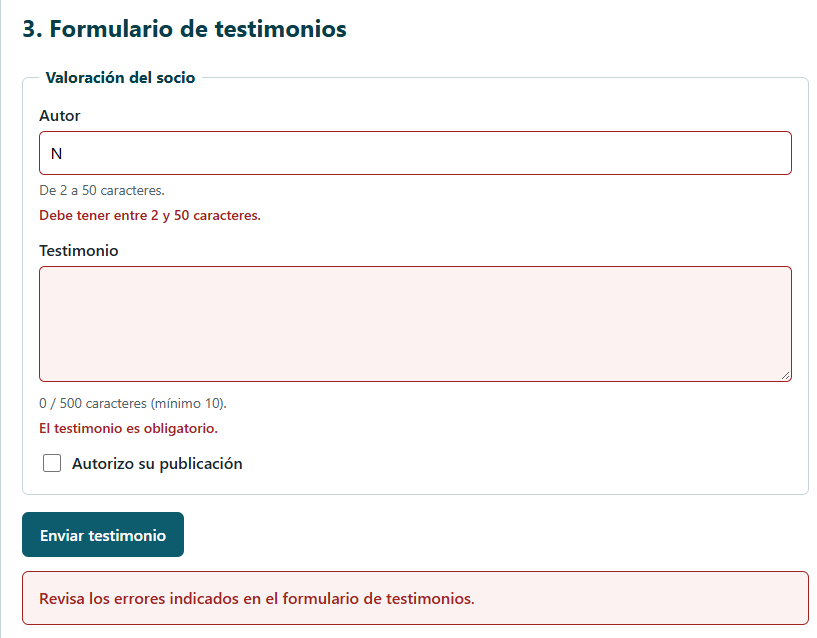 3. Formulario de testimonios
Valoración del socio
Autor
N
De 2 a 50 caracteres.
Debe tener entre 2 y 50 caracteres.
Testimonio
0 / 500 caracteres (mínimo 10).
El testimonio es obligatorio.
Autorizo su publicación
Enviar testimonio
Revisa los errores indicados en el formulario de testimonios.